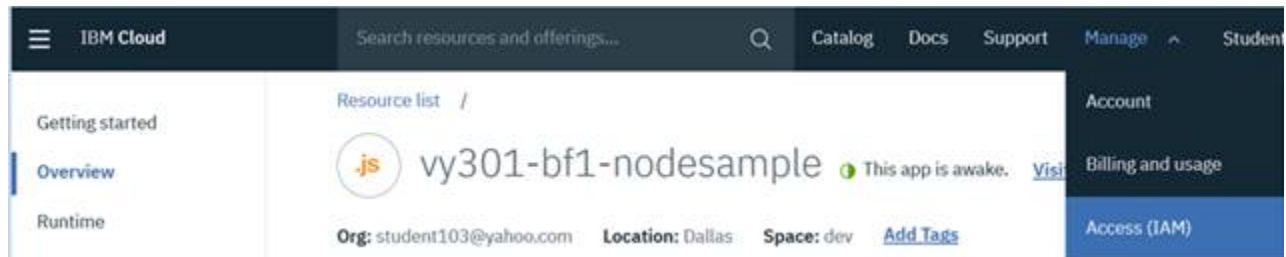 IBM Cloud Search resources and offerings... Catalog Docs Support Manage Student
Resource list /
Account
Getting started
.js vy301-bf1-nodesample This app is awake. Visi
Billing and usage
Overview
Runtime
Org: student103@yahoo.com Location: Dallas Space: dev Add Tags
Access (IAM)